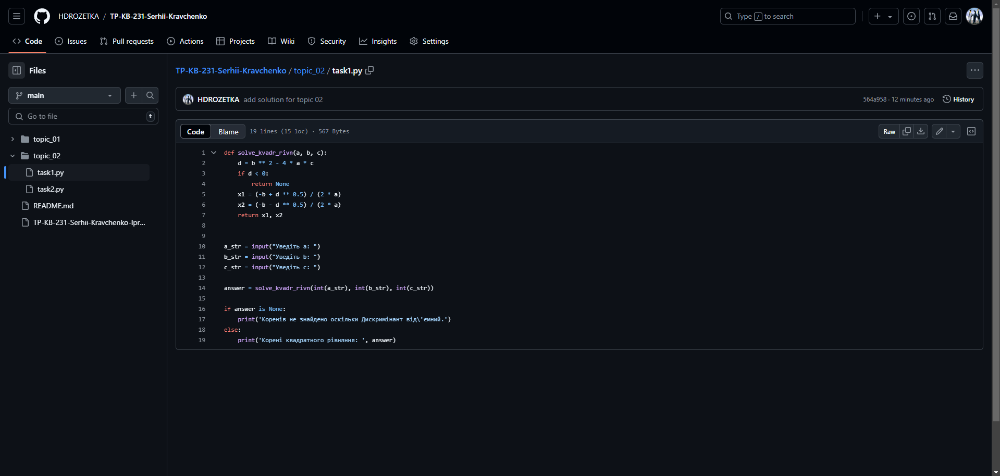 HDROZETKA / TP-KB-231-Serhii-Kravchenko
Type / to search
Code Issues Pull requests Actions Projects Wiki Security Insights Settings
Files
main
Go to file t
topic_01
topic_02
task1.py
task2.py
README.md
TP-KB-231-Serhii-Kravchenko-lpr...
TP-KB-231-Serhii-Kravchenko / topic_02 / task1.py
HDROZETKA add solution for topic 02
564a958 · 12 minutes ago History
Code Blame 19 lines (15 loc) · 567 Bytes
Raw
1 def solve_kvadr_rivn(a, b, c):
2 d = b ** 2 - 4 * a * c
3 if d < 0:
4 return None
5 x1 = (-b + d ** 0.5) / (2 * a)
6 x2 = (-b - d ** 0.5) / (2 * a)
7 return x1, x2
8
9
10 a_str = input("Уведіть a: ")
11 b_str = input("Уведіть b: ")
12 c_str = input("Уведіть c: ")
13
14 answer = solve_kvadr_rivn(int(a_str), int(b_str), int(c_str))
15
16 if answer is None:
17 print('Коренів не знайдено оскільки Дискримінант від\'ємний.')
18 else:
19 print('Корені квадратного рівняння: ', answer)